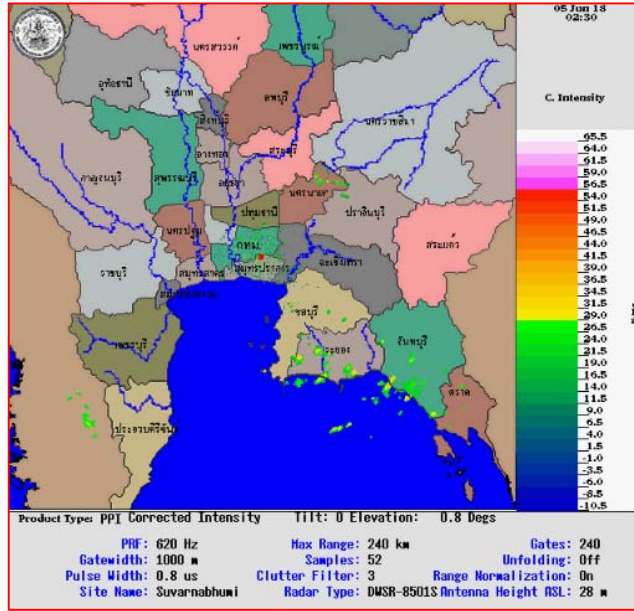 05 Jun 18
02:30
C. Intensity
นครสวรรค์
เพชรบูรณ์
อุทัยธานี
ชัยนาท
ลพบุรี
สิงหบุรี
นครราชสีมา
อ่างทอง
สระบุรี
กาญจนบุรี
สุพรรณบุรี
อยุธยา
นครนายก
ปราจีนบุรี
ปทุมธานี
นครปฐม
กทม
สระแก้ว
ราชบุรี
สมุทรสาคร
สมุทรปราการ
ฉะเชิงเทรา
ชลบุรี
เพชรบุรี
ระยอง
จันทบุรี
ตราด
ประจวบคีรีขันธ์
65.5
64.0
61.5
59.0
56.5
54.0
51.5
49.0
46.5
44.0
41.5
39.0
36.5
34.0
31.5
29.0
26.5
24.0
21.5
19.0
16.5
14.0
11.5
9.0
6.5
4.0
1.5
-1.0
-3.5
-6.0
-8.5
-10.5
Product Type: PPI Corrected Intensity Tilt: 0 Elevation: 0.8 Degs
PRF: 620 Hz Max Range: 240 km Gates: 240
Gatewidth: 1000 m Samples: 52 Unfolding: Off
Pulse Width: 0.8 us Clutter Filter: 3 Range Normalization: On
Site Name: Suvarnabhumi Radar Type: DWSR-8501S Antenna Height ASL: 28 m